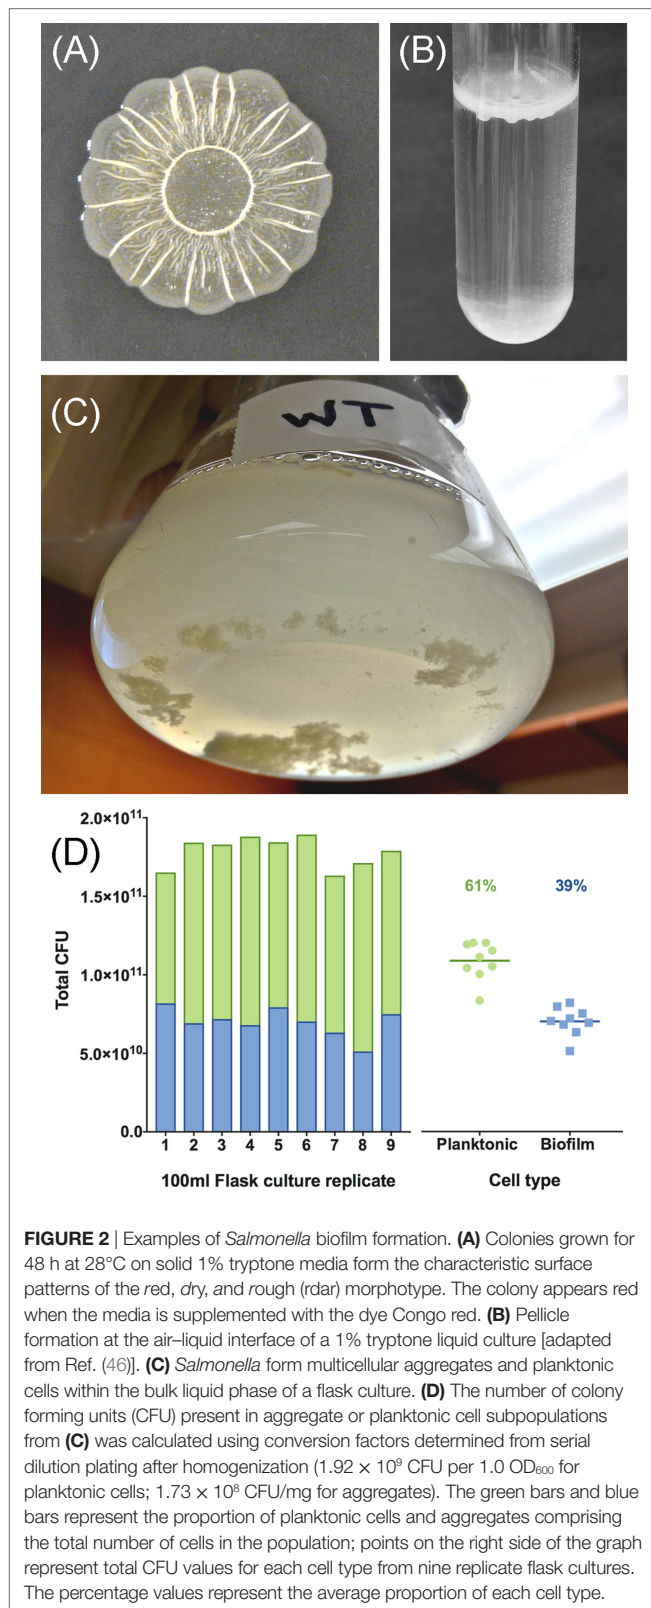 (A)
(B)
(C)
TW
(D)
2.0×10¹¹
1.5×10¹¹
1.0×10¹¹
5.0×10¹⁰
0.0
Total CFU
1 2 3 4 5 6 7 8 9
100ml Flask culture replicate
61% 39%
Planktonic Biofilm
Cell type
FIGURE 2 | Examples of Salmonella biofilm formation. (A) Colonies grown for
48 h at 28°C on solid 1% tryptone media form the characteristic surface
patterns of the red, dry, and rough (rdar) morphotype. The colony appears red
when the media is supplemented with the dye Congo red. (B) Pellicle
formation at the air–liquid interface of a 1% tryptone liquid culture [adapted
from Ref. (46)]. (C) Salmonella form multicellular aggregates and planktonic
cells within the bulk liquid phase of a flask culture. (D) The number of colony
forming units (CFU) present in aggregate or planktonic cell subpopulations
from (C) was calculated using conversion factors determined from serial
dilution plating after homogenization (1.92 × 10⁹ CFU per 1.0 OD₆₀₀ for
planktonic cells; 1.73 × 10⁸ CFU/mg for aggregates). The green bars and blue
bars represent the proportion of planktonic cells and aggregates comprising
the total number of cells in the population; points on the right side of the graph
represent total CFU values for each cell type from nine replicate flask cultures.
The percentage values represent the average proportion of each cell type.